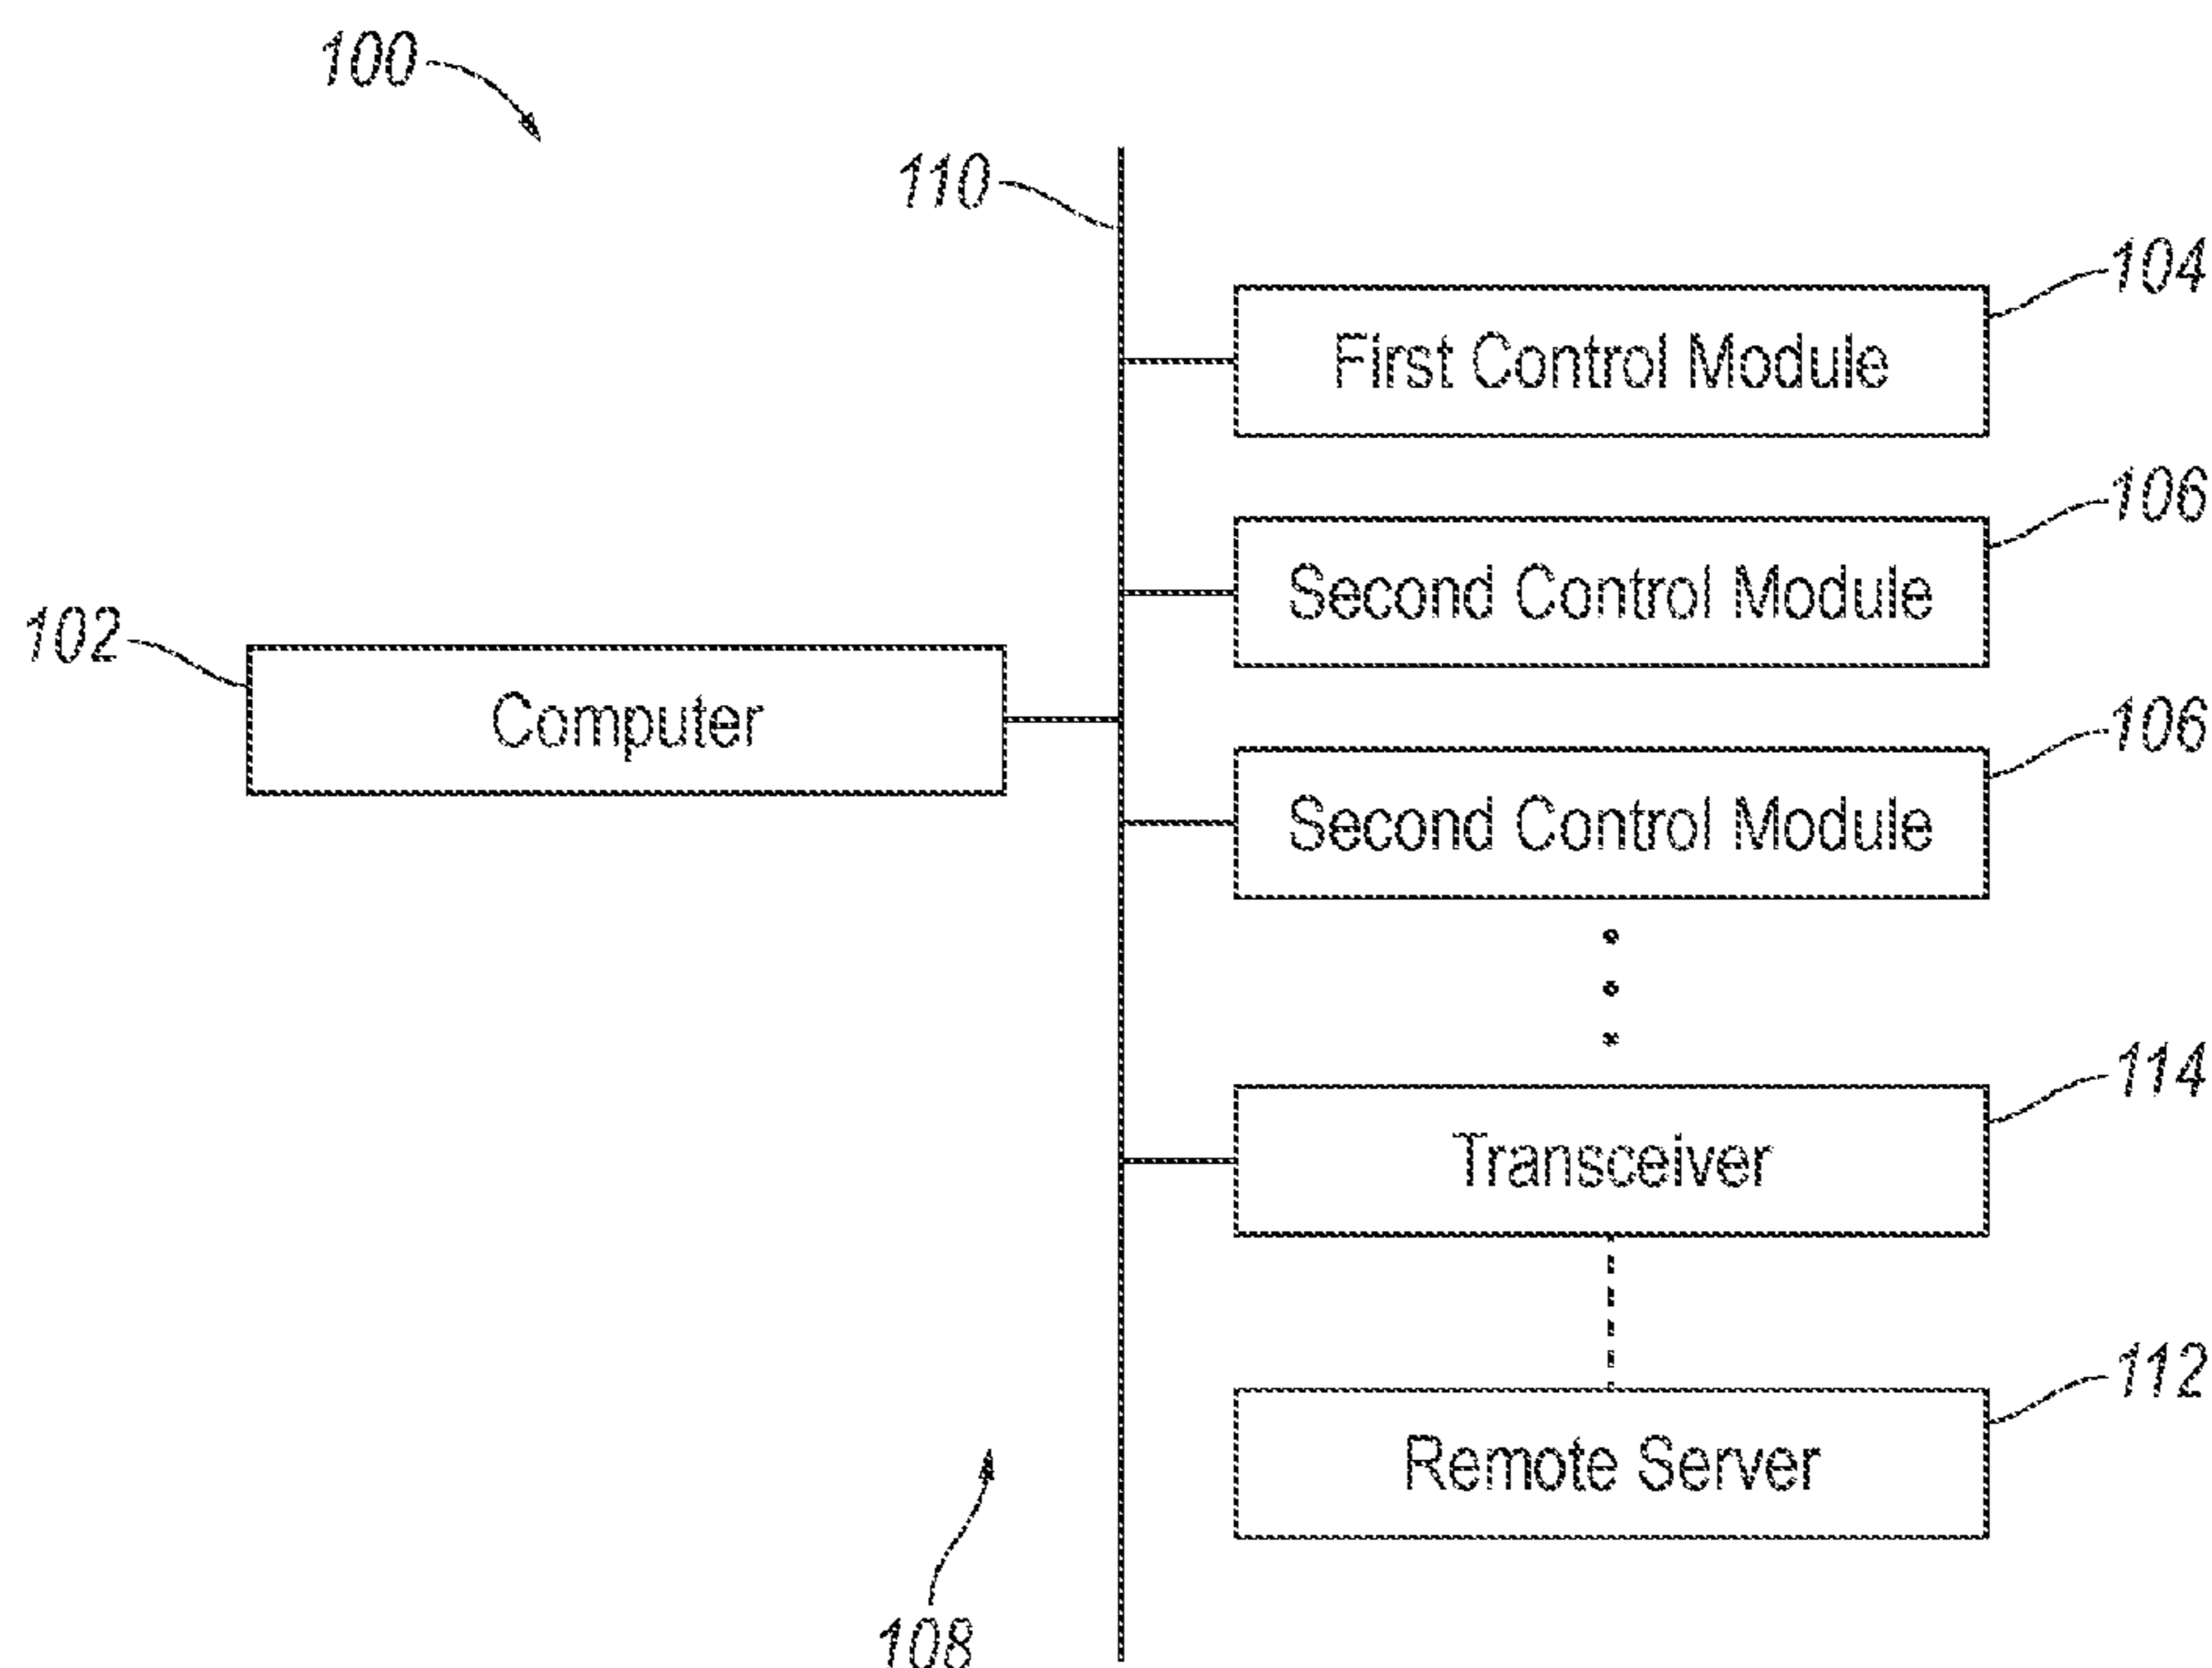 100
110
104
First Control Module
106
Second Control Module
102
Computer
106
Second Control Module
114
Transceiver
112
Remote Server
108